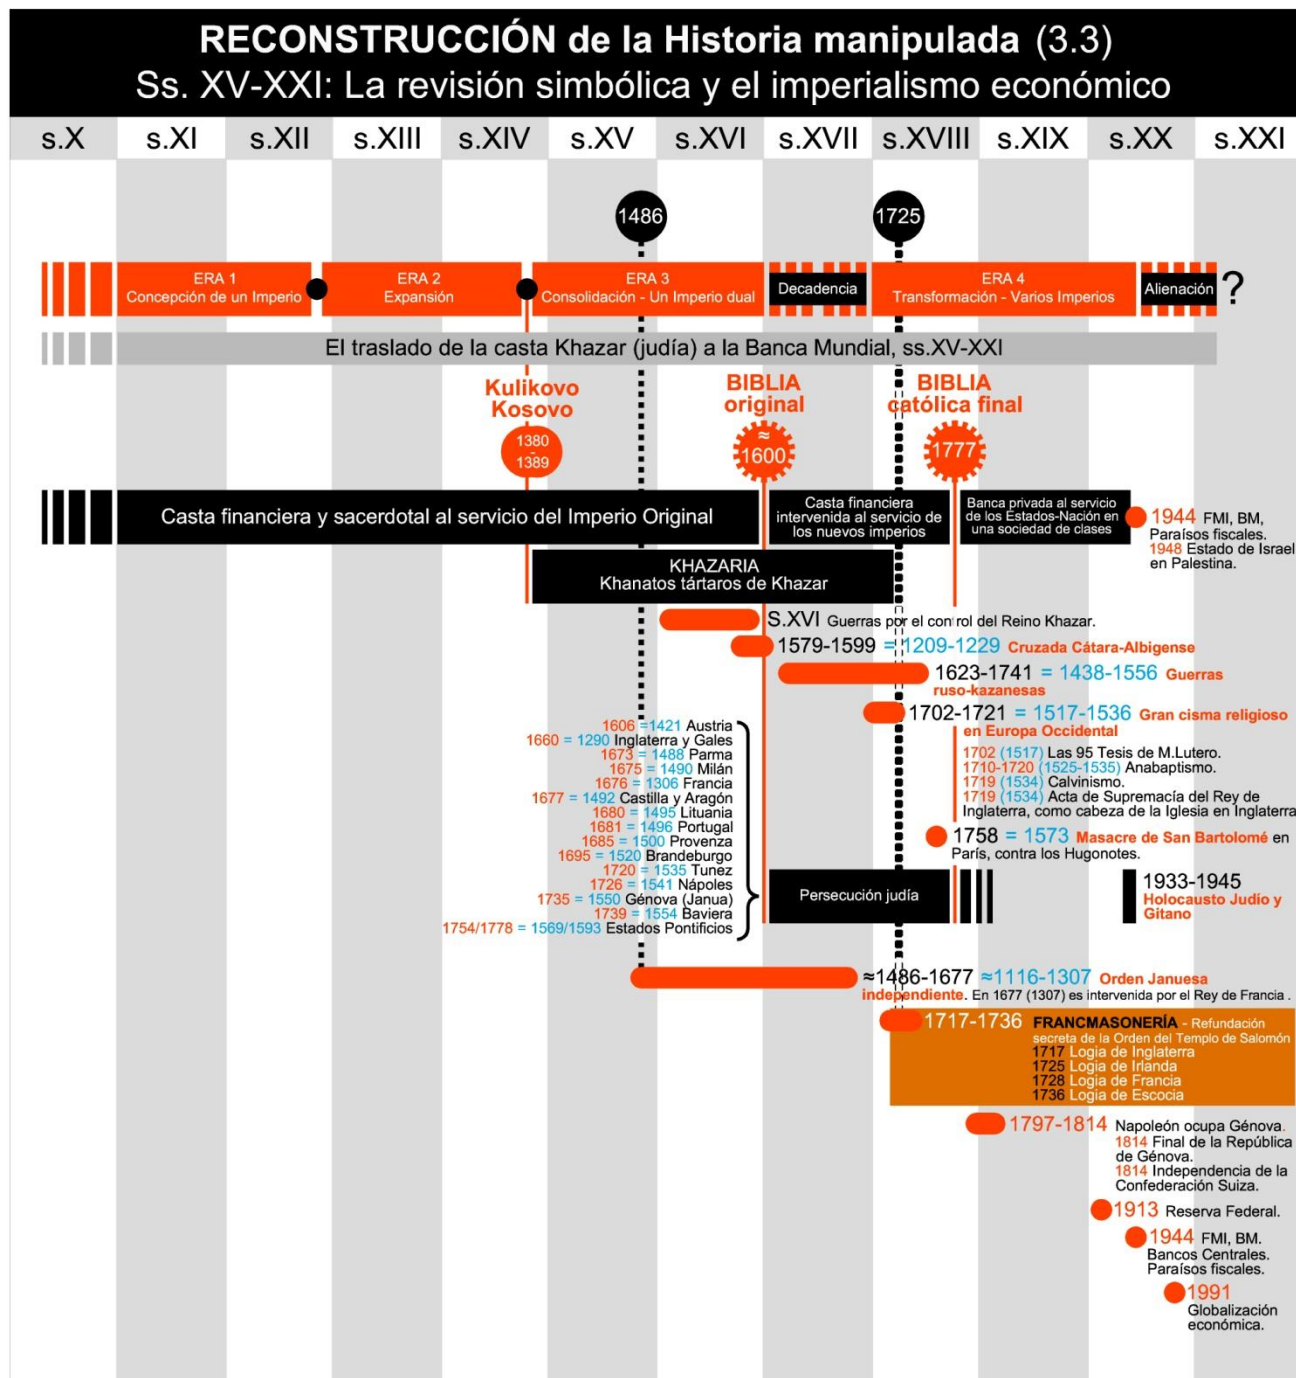 RECONSTRUCCIÓN de la Historia manipulada (3.3)
Ss. XV-XXI: La revisión simbólica y el imperialismo económico
s.X s.XI s.XII s.XIII s.XIV s.XV s.XVI s.XVII s.XVIII s.XIX s.XX s.XXI
1486
1725
ERA 1
Concepción de un Imperio
ERA 2
Expansión
ERA 3
Consolidación - Un Imperio dual
Decadencia
ERA 4
Transformación - Varios Imperios
Alienación
?
El traslado de la casta Khazar (judía) a la Banca Mundial, ss.XV-XXI
Kulikovo
Kosovo
1380
-
1389
BIBLIA
original
≈
1600
BIBLIA
católica final
1777
Casta financiera y sacerdotal al servicio del Imperio Original
Casta financiera
intervenida al servicio de
los nuevos imperios
Banca privada al servicio
de los Estados-Nación en
una sociedad de clases
1944 FMI, BM,
Paraísos fiscales.
1948 Estado de Israel
en Palestina.
KHAZARIA
Khanatos tártaros de Khazar
S.XVI Guerras por el control del Reino Khazar.
1579-1599 = 1209-1229 Cruzada Cátara-Albigense
1623-1741 = 1438-1556 Guerras
ruso-kazanesas
1702-1721 = 1517-1536 Gran cisma religioso
en Europa Occidental
1702 (1517) Las 95 Tesis de M.Lutero.
1710-1720 (1525-1535) Anabaptismo.
1719 (1534) Calvinismo.
1719 (1534) Acta de Supremacía del Rey de
Inglaterra, como cabeza de la Iglesia en Inglaterra
1606 =1421 Austria
1660 = 1290 Inglaterra y Gales
1673 = 1488 Parma
1675 = 1490 Milán
1676 = 1306 Francia
1677 = 1492 Castilla y Aragón
1680 = 1495 Lituania
1681 = 1496 Portugal
1685 = 1500 Provenza
1695 = 1520 Brandeburgo
1720 = 1535 Tunez
1726 = 1541 Nápoles
1735 = 1550 Génova (Janua)
1739 = 1554 Baviera
1754/1778 = 1569/1593 Estados Pontificios
1758 = 1573 Masacre de San Bartolomé en
París, contra los Hugonotes.
Persecución judía
1933-1945
Holocausto Judío y
Gitano
≈1486-1677 ≈1116-1307 Orden Januesa
independiente. En 1677 (1307) es intervenida por el Rey de Francia .
1717-1736 FRANCMASONERÍA - Refundación
secreta de la Orden del Templo de Salomón
1717 Logia de Inglaterra
1725 Logia de Irlanda
1728 Logia de Francia
1736 Logia de Escocia
1797-1814 Napoleón ocupa Génova.
1814 Final de la República
de Génova.
1814 Independencia de la
Confederación Suiza.
1913 Reserva Federal.
1944 FMI, BM.
Bancos Centrales.
Paraísos fiscales.
1991
Globalización
económica.